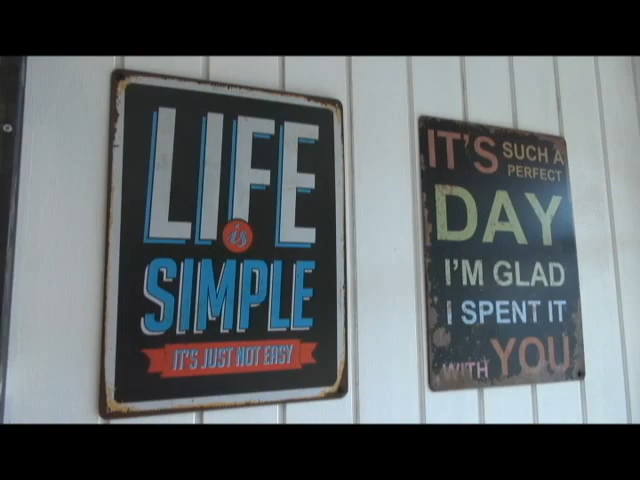 LIFE
is
SIMPLE
IT'S JUST NOT EASY
IT'S SUCH A
PERFECT
DAY
I'M GLAD
I SPENT IT
WITH YOU